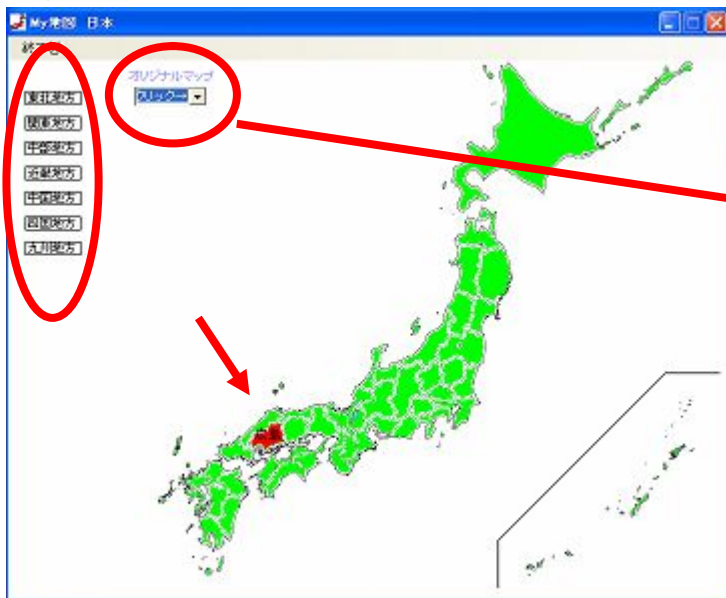 My地図 日本
オリジナルマップ
クリック→
東北地方
関東地方
中部地方
近畿地方
中国地方
四国地方
九州地方
広島